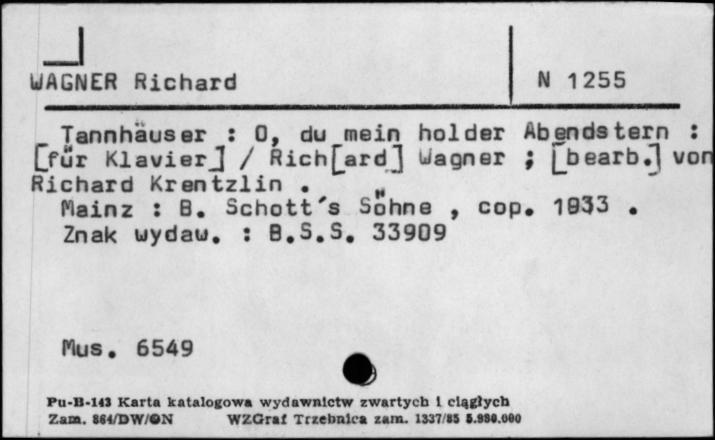 WAGNER Richard N 1255
Tannhäuser : O, du mein holder Abendstern :
[für Klavier] / Rich[ard] Wagner ; [bearb.] von
Richard Krentzlin .
Mainz : B. Schott's Söhne , cop. 1933 .
Znak wydaw. : B.S.S. 33909
Mus. 6549
Pu-B-143 Karta katalogowa wydawnictw zwartych i ciągłych
Zam. 864/DW/ON WZGraf Trzebnica zam. 1337/85 5.980.000